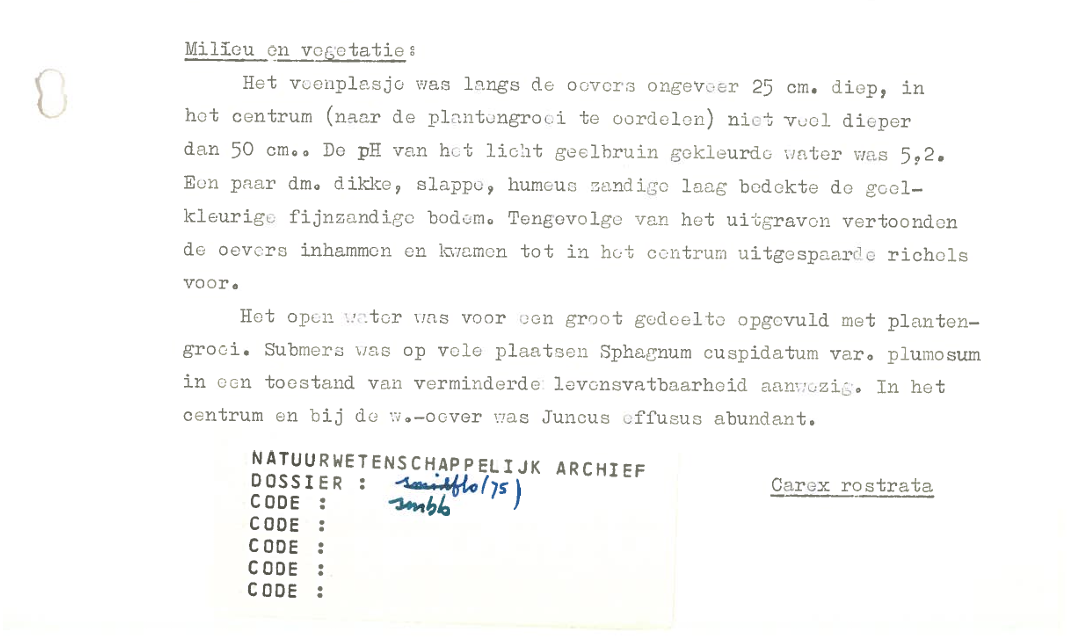 Milieu en vegetatie:
Het veenplasje was langs de oevers ongeveer 25 cm. diep, in
het centrum (naar de plantengroei te oordelen) niet veel dieper
dan 50 cm.. De pH van het licht geelbruin gekleurde water was 5,2.
Een paar dm. dikke, slappe, humeus zandige laag bedekte de geel-
kleurige fijnzandige bodem. Tengevolge van het uitgraven vertoonden
de oevers inhammen en kwamen tot in het centrum uitgespaarde richels
voor.
Het open water was voor een groot gedeelte opgevuld met planten-
groei. Submers was op vele plaatsen Sphagnum cuspidatum var. plumosum
in een toestand van verminderde levensvatbaarheid aanwezig. In het
centrum en bij de w.-oever was Juncus effusus abundant.
NATUURWETENSCHAPPELIJK ARCHIEF
DOSSIER : (75)
CODE : smbb
CODE :
CODE :
CODE :
CODE :
Carex rostrata